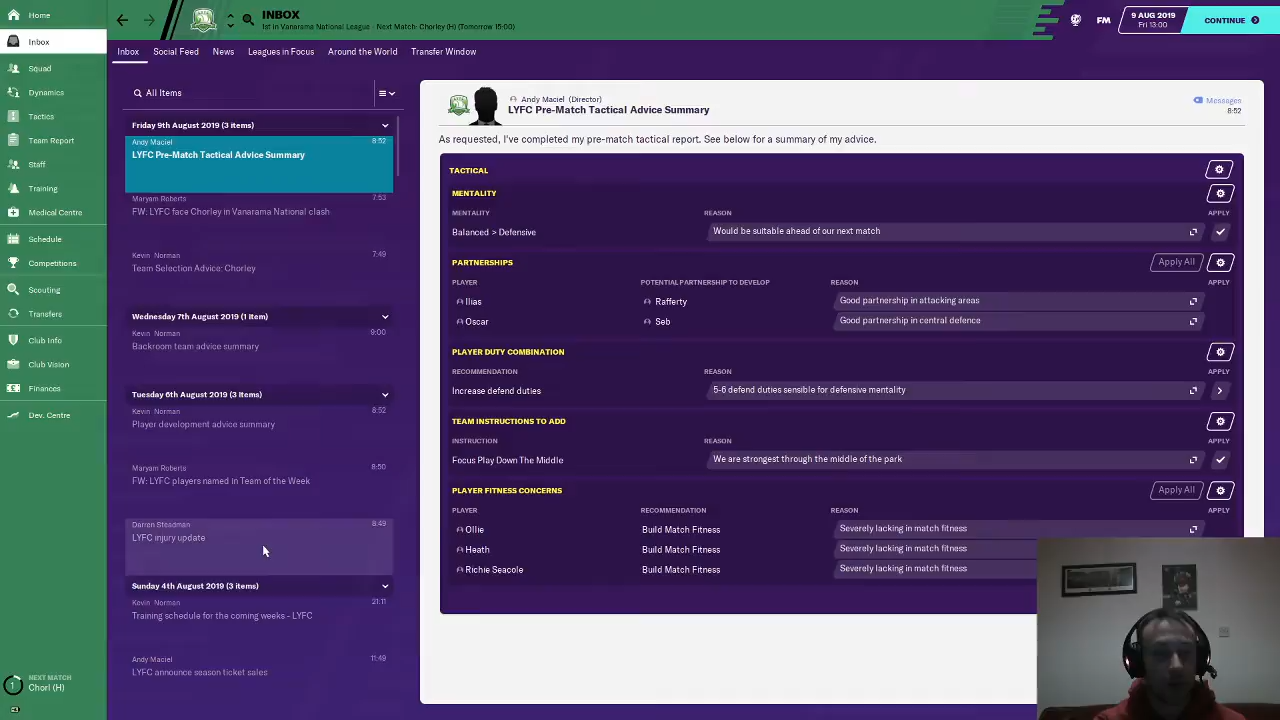 Home
Inbox
Squad
Dynamics
Tactics
Team Report
Staff
Training
Medical Centre
Schedule
Competitions
Scouting
Transfers
Club Info
Club Vision
Finances
Dev. Centre
1
NEXT MATCH
Chorl (H)
INBOX
1st in Vanarama National League - Next Match: Chorley (H) (Tomorrow 15:00)
FM
9 AUG 2019
Fri 13:00
CONTINUE
Inbox
Social Feed
News
Leagues in Focus
Around the World
Transfer Window
All Items
Friday 9th August 2019 (3 items)
Andy Maciel 8:52
LYFC Pre-Match Tactical Advice Summary
Maryam Roberts 7:53
FW: LYFC face Chorley in Vanarama National clash
Kevin Norman 7:49
Team Selection Advice: Chorley
Wednesday 7th August 2019 (1 item)
Kevin Norman 9:00
Backroom team advice summary
Tuesday 6th August 2019 (3 items)
Kevin Norman 8:52
Player development advice summary
Maryam Roberts 8:50
FW: LYFC players named in Team of the Week
Darren Steadman 8:49
LYFC injury update
Sunday 4th August 2019 (3 items)
Kevin Norman 21:11
Training schedule for the coming weeks - LYFC
Andy Maciel 11:49
LYFC announce season ticket sales
Andy Maciel (Director)
LYFC Pre-Match Tactical Advice Summary
Messages
8:52
As requested, I've completed my pre-match tactical report. See below for a summary of my advice.
TACTICAL
MENTALITY
MENTALITY REASON APPLY
Balanced > Defensive Would be suitable ahead of our next match
PARTNERSHIPS Apply All
PLAYER POTENTIAL PARTNERSHIP TO DEVELOP REASON APPLY
Ilias Rafferty Good partnership in attacking areas
Oscar Seb Good partnership in central defence
PLAYER DUTY COMBINATION
RECOMMENDATION REASON APPLY
Increase defend duties 5-6 defend duties sensible for defensive mentality
TEAM INSTRUCTIONS TO ADD
INSTRUCTION REASON APPLY
Focus Play Down The Middle We are strongest through the middle of the park
PLAYER FITNESS CONCERNS Apply All
PLAYER RECOMMENDATION REASON APPLY
Ollie Build Match Fitness Severely lacking in match fitness
Heath Build Match Fitness Severely lacking in match fitness
Richie Seacole Build Match Fitness Severely lacking in match fitness